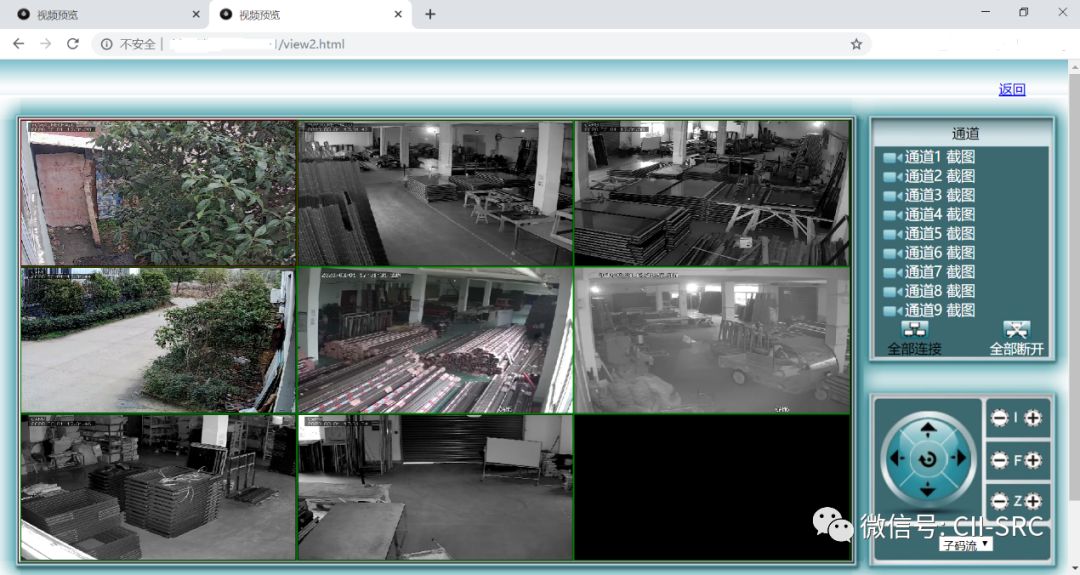 视频预览
视频预览
不安全 | /view2.html
返回
通道
通道1 截图
通道2 截图
通道3 截图
通道4 截图
通道5 截图
通道6 截图
通道7 截图
通道8 截图
通道9 截图
全部连接 全部断开
I
F
Z
微信号: CII-SRC
子码流